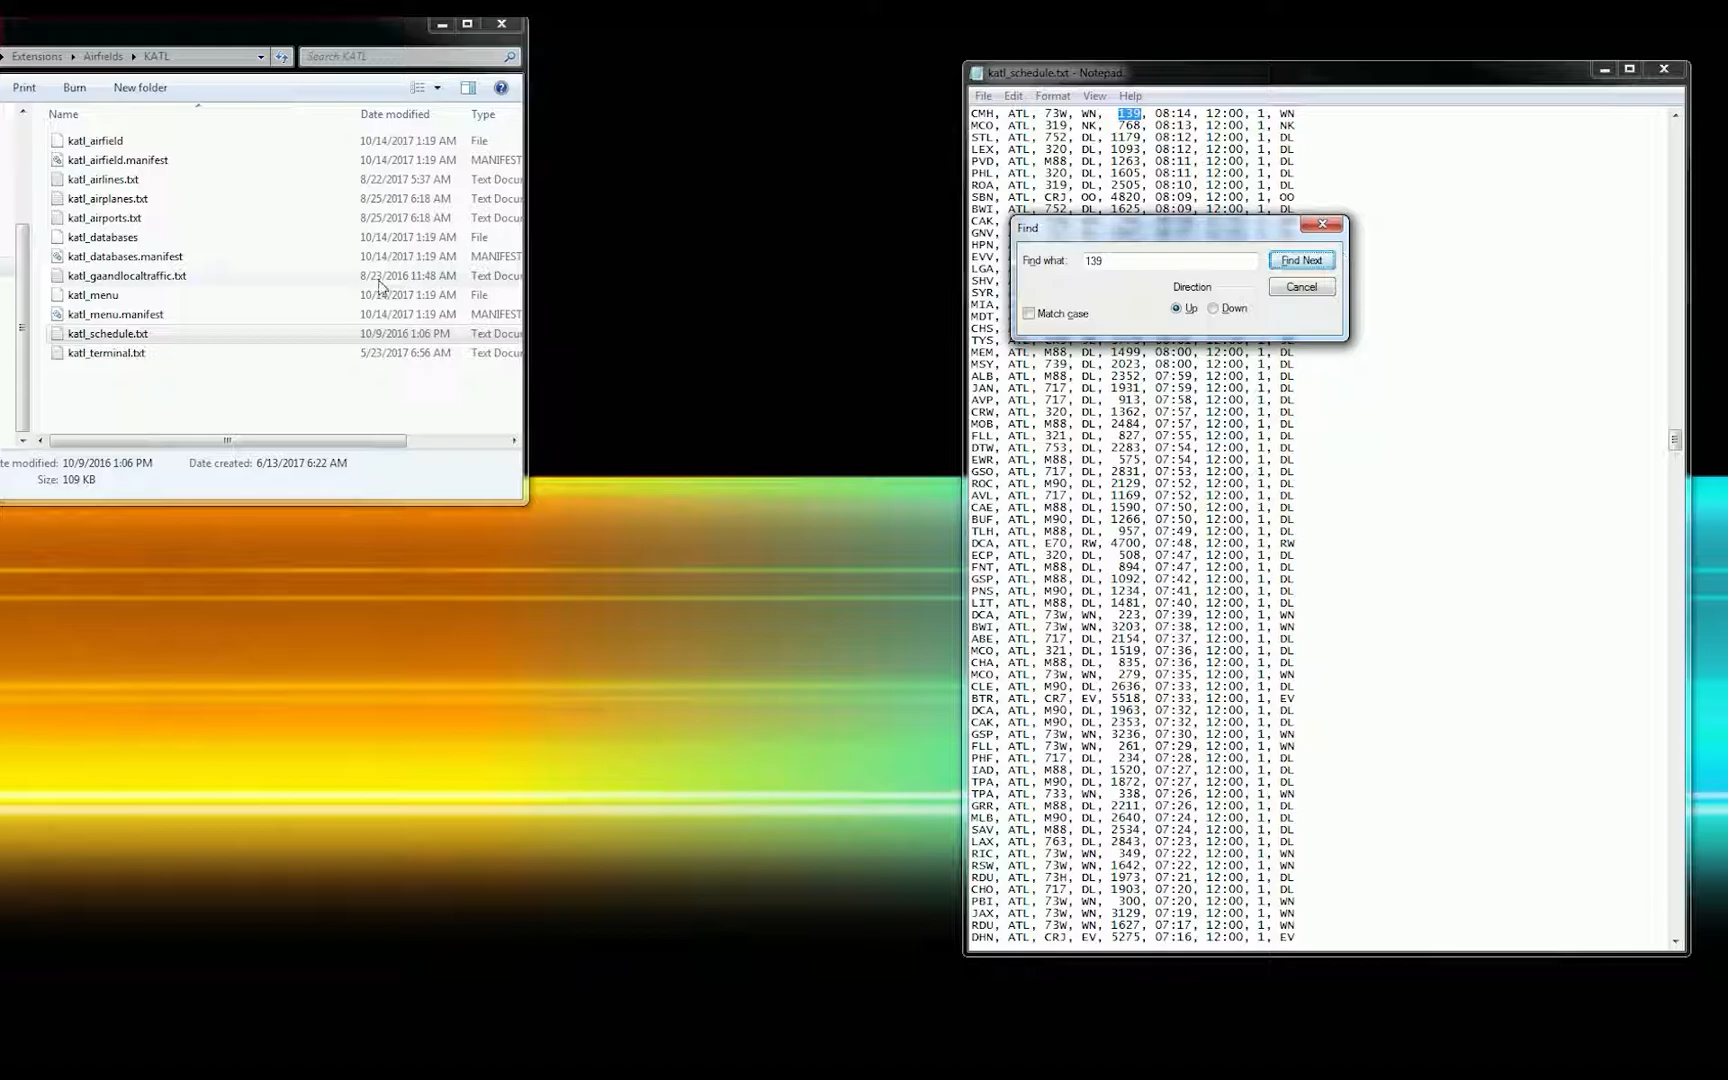 Extensions Airfields KATL Search KATL
Print Burn New folder
Name Date modified Type
katl_airfield 10/14/2017 1:19 AM File
katl_airfield.manifest 10/14/2017 1:19 AM MANIFEST
katl_airlines.txt 8/22/2017 5:37 AM Text Docu
katl_airplanes.txt 8/25/2017 6:18 AM Text Docu
katl_airports.txt 8/25/2017 6:18 AM Text Docu
katl_databases 10/14/2017 1:19 AM File
katl_databases.manifest 10/14/2017 1:19 AM MANIFEST
katl_gaandlocaltraffic.txt 8/23/2016 11:48 AM Text Docu
katl_menu 10/14/2017 1:19 AM File
katl_menu.manifest 10/14/2017 1:19 AM MANIFEST
katl_schedule.txt 10/9/2016 1:06 PM Text Docu
katl_terminal.txt 5/23/2017 6:56 AM Text Docu
te modified: 10/9/2016 1:06 PM Date created: 6/13/2017 6:22 AM
Size: 109 KB
katl_schedule.txt - Notepad
File Edit Format View Help
CMH, ATL, 73W, WN, 139, 08:14, 12:00, 1, WN
MCO, ATL, 319, NK, 768, 08:13, 12:00, 1, NK
STL, ATL, 752, DL, 1179, 08:12, 12:00, 1, DL
LEX, ATL, 320, DL, 1093, 08:12, 12:00, 1, DL
PVD, ATL, M88, DL, 1263, 08:11, 12:00, 1, DL
PHL, ATL, 320, DL, 1605, 08:11, 12:00, 1, DL
ROA, ATL, 319, DL, 2505, 08:10, 12:00, 1, DL
SBN, ATL, CRJ, OO, 4820, 08:09, 12:00, 1, OO
BWI, ATL, 752, DL, 1625, 08:09, 12:00, 1, DL
CAK,
GNV,
HPN,
EVV,
LGA,
SHV,
SYR,
MIA,
MDT,
CHS,
TYS,
Find
Find what: 139 Find Next
Direction Cancel
Match case Up Down
MEM, ATL, M88, DL, 1499, 08:00, 12:00, 1, DL
MSY, ATL, 739, DL, 2023, 08:00, 12:00, 1, DL
ALB, ATL, M88, DL, 2352, 07:59, 12:00, 1, DL
JAN, ATL, 717, DL, 1931, 07:59, 12:00, 1, DL
AVP, ATL, 717, DL, 913, 07:58, 12:00, 1, DL
CRW, ATL, 320, DL, 1362, 07:57, 12:00, 1, DL
MOB, ATL, M88, DL, 2484, 07:57, 12:00, 1, DL
FLL, ATL, 321, DL, 827, 07:55, 12:00, 1, DL
DTW, ATL, 753, DL, 2283, 07:54, 12:00, 1, DL
EWR, ATL, M88, DL, 575, 07:54, 12:00, 1, DL
GSO, ATL, 717, DL, 2831, 07:53, 12:00, 1, DL
ROC, ATL, M90, DL, 2129, 07:52, 12:00, 1, DL
AVL, ATL, 717, DL, 1169, 07:52, 12:00, 1, DL
CAE, ATL, M88, DL, 1590, 07:50, 12:00, 1, DL
BUF, ATL, M90, DL, 1266, 07:50, 12:00, 1, DL
TLH, ATL, M88, DL, 957, 07:49, 12:00, 1, DL
DCA, ATL, E70, RW, 4700, 07:48, 12:00, 1, RW
ECP, ATL, 320, DL, 508, 07:47, 12:00, 1, DL
FNT, ATL, M88, DL, 894, 07:47, 12:00, 1, DL
GSP, ATL, M88, DL, 1092, 07:42, 12:00, 1, DL
PNS, ATL, M90, DL, 1234, 07:41, 12:00, 1, DL
LIT, ATL, M88, DL, 1481, 07:40, 12:00, 1, DL
DCA, ATL, 73W, WN, 223, 07:39, 12:00, 1, WN
BWI, ATL, 73W, WN, 3203, 07:38, 12:00, 1, WN
ABE, ATL, 717, DL, 2154, 07:37, 12:00, 1, DL
MCO, ATL, 321, DL, 1519, 07:36, 12:00, 1, DL
CHA, ATL, M88, DL, 835, 07:36, 12:00, 1, DL
MCO, ATL, 73W, WN, 279, 07:35, 12:00, 1, WN
CLE, ATL, M90, DL, 2636, 07:33, 12:00, 1, DL
BTR, ATL, CR7, EV, 5518, 07:33, 12:00, 1, EV
DCA, ATL, M90, DL, 1963, 07:32, 12:00, 1, DL
CAK, ATL, M90, DL, 2353, 07:32, 12:00, 1, DL
GSP, ATL, 73W, WN, 3236, 07:30, 12:00, 1, WN
FLL, ATL, 73W, WN, 261, 07:29, 12:00, 1, WN
PHF, ATL, 717, DL, 234, 07:28, 12:00, 1, DL
IAD, ATL, M88, DL, 1520, 07:27, 12:00, 1, DL
TPA, ATL, M90, DL, 1872, 07:27, 12:00, 1, DL
TPA, ATL, 733, WN, 338, 07:26, 12:00, 1, WN
GRR, ATL, M88, DL, 2211, 07:26, 12:00, 1, DL
MLB, ATL, M90, DL, 2640, 07:24, 12:00, 1, DL
SAV, ATL, M88, DL, 2534, 07:24, 12:00, 1, DL
LAX, ATL, 763, DL, 2843, 07:23, 12:00, 1, DL
RIC, ATL, 73W, WN, 349, 07:22, 12:00, 1, WN
RSW, ATL, 73W, WN, 1642, 07:22, 12:00, 1, WN
RDU, ATL, 73H, DL, 1973, 07:21, 12:00, 1, DL
CHO, ATL, 717, DL, 1903, 07:20, 12:00, 1, DL
PBI, ATL, 73W, WN, 300, 07:20, 12:00, 1, WN
JAX, ATL, 73W, WN, 3129, 07:19, 12:00, 1, WN
RDU, ATL, 73W, WN, 1627, 07:17, 12:00, 1, WN
DHN, ATL, CRJ, EV, 5275, 07:16, 12:00, 1, EV